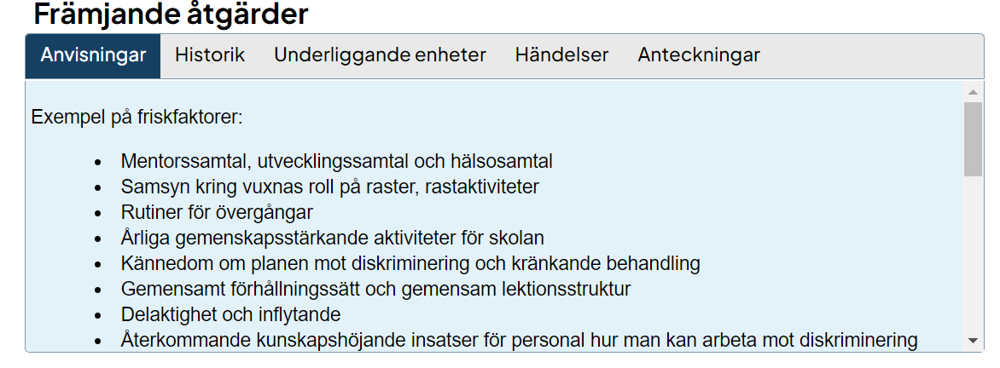 Främjande åtgärder
Anvisningar Historik Underliggande enheter Händelser Anteckningar
Exempel på friskfaktorer:
• Mentorssamtal, utvecklingssamtal och hälsosamtal
• Samsyn kring vuxnas roll på raster, rastaktiviteter
• Rutiner för övergångar
• Årliga gemenskapsstärkande aktiviteter för skolan
• Kännedom om planen mot diskriminering och kränkande behandling
• Gemensamt förhållningssätt och gemensam lektionsstruktur
• Delaktighet och inflytande
• Återkommande kunskapshöjande insatser för personal hur man kan arbeta mot diskriminering